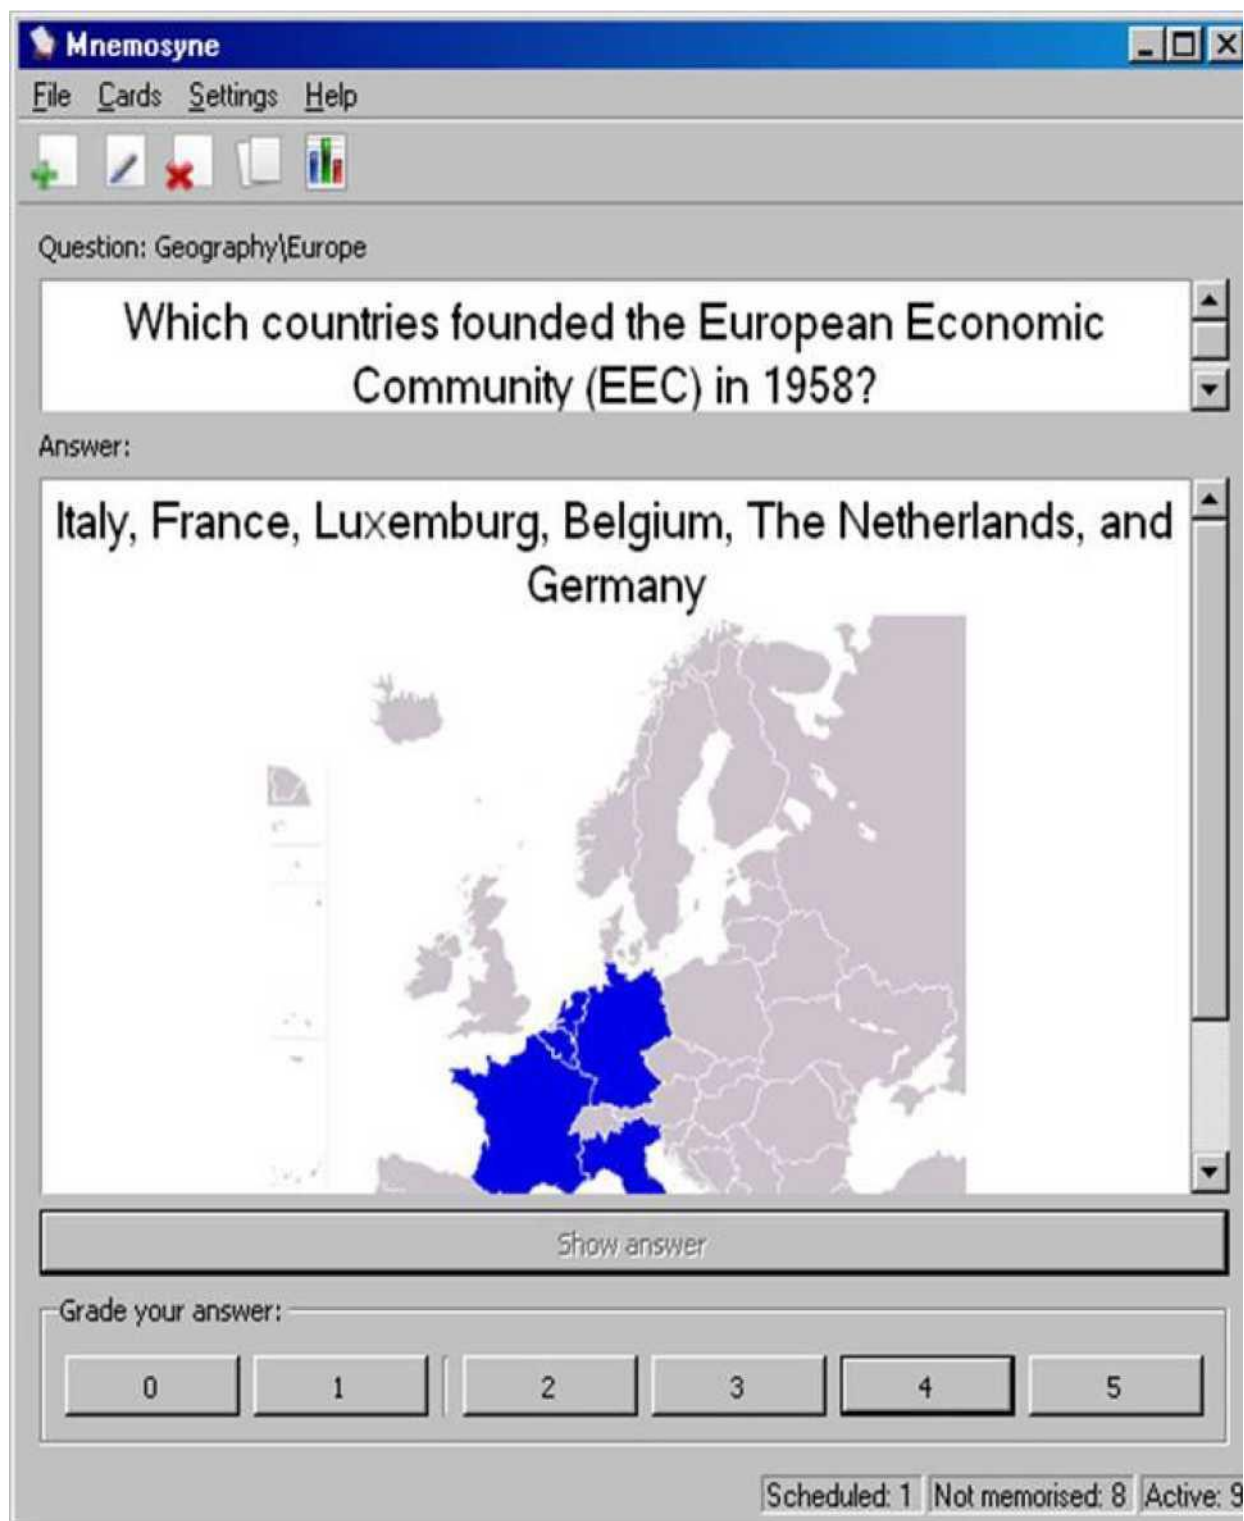 Mnemosyne
File Cards Settings Help
Question: Geography\Europe
Which countries founded the European Economic
Community (EEC) in 1958?
Answer:
Italy, France, Luxemburg, Belgium, The Netherlands, and
Germany
Show answer
Grade your answer:
0 1 2 3 4 5
Scheduled: 1 Not memorised: 8 Active: 9